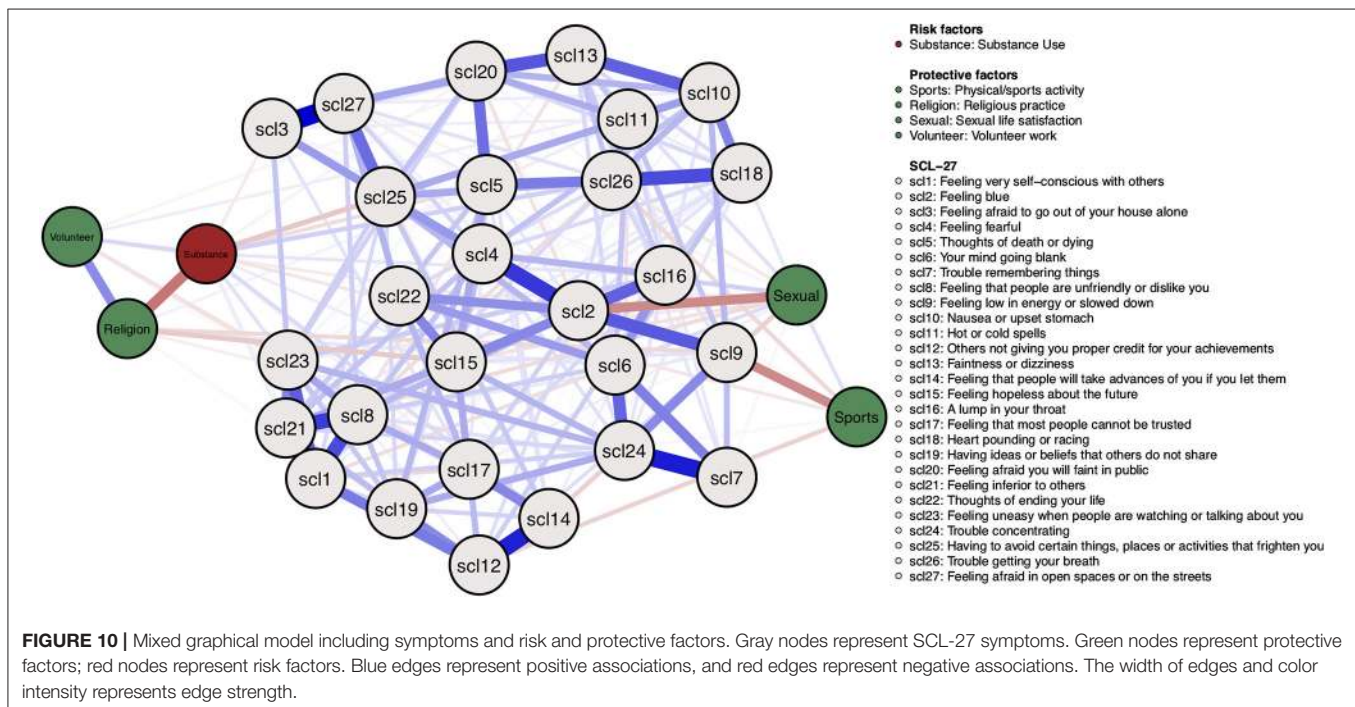 scl13
scl20
scl10
scl27
scl11
scl3
scl18
scl26
scl5
scl25
Volunteer
Substance
scl4
scl16
scl22
Sexual
scl2
Religion
scl9
scl23
scl15
scl6
scl8
Sports
scl21
scl24
scl17
scl7
scl1
scl19
scl14
scl12
Risk factors
Substance: Substance Use
Protective factors
Sports: Physical/sports activity
Religion: Religious practice
Sexual: Sexual life satisfaction
Volunteer: Volunteer work
SCL−27
scl1: Feeling very self−conscious with others
scl2: Feeling blue
scl3: Feeling afraid to go out of your house alone
scl4: Feeling fearful
scl5: Thoughts of death or dying
scl6: Your mind going blank
scl7: Trouble remembering things
scl8: Feeling that people are unfriendly or dislike you
scl9: Feeling low in energy or slowed down
scl10: Nausea or upset stomach
scl11: Hot or cold spells
scl12: Others not giving you proper credit for your achievements
scl13: Faintness or dizziness
scl14: Feeling that people will take advances of you if you let them
scl15: Feeling hopeless about the future
scl16: A lump in your throat
scl17: Feeling that most people cannot be trusted
scl18: Heart pounding or racing
scl19: Having ideas or beliefs that others do not share
scl20: Feeling afraid you will faint in public
scl21: Feeling inferior to others
scl22: Thoughts of ending your life
scl23: Feeling uneasy when people are watching or talking about you
scl24: Trouble concentrating
scl25: Having to avoid certain things, places or activities that frighten you
scl26: Trouble getting your breath
scl27: Feeling afraid in open spaces or on the streets
FIGURE 10 | Mixed graphical model including symptoms and risk and protective factors. Gray nodes represent SCL-27 symptoms. Green nodes represent protective
factors; red nodes represent risk factors. Blue edges represent positive associations, and red edges represent negative associations. The width of edges and color
intensity represents edge strength.